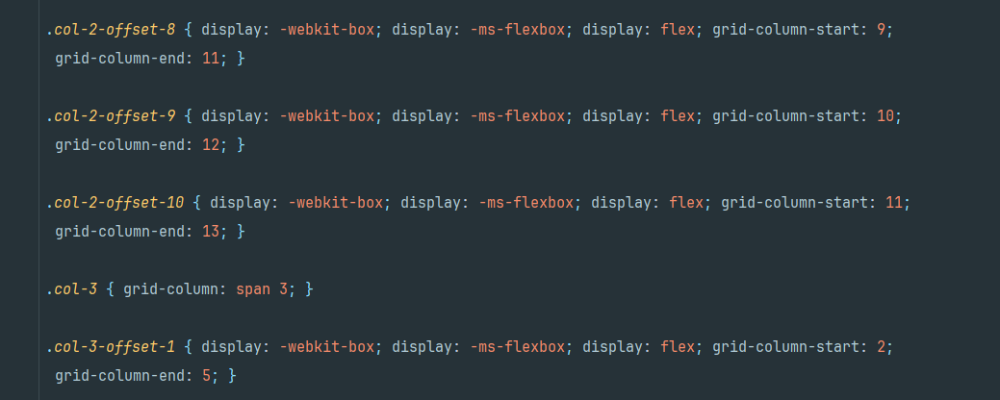 .col-2-offset-8 { display: -webkit-box; display: -ms-flexbox; display: flex; grid-column-start: 9;
grid-column-end: 11; }
.col-2-offset-9 { display: -webkit-box; display: -ms-flexbox; display: flex; grid-column-start: 10;
grid-column-end: 12; }
.col-2-offset-10 { display: -webkit-box; display: -ms-flexbox; display: flex; grid-column-start: 11;
grid-column-end: 13; }
.col-3 { grid-column: span 3; }
.col-3-offset-1 { display: -webkit-box; display: -ms-flexbox; display: flex; grid-column-start: 2;
grid-column-end: 5; }